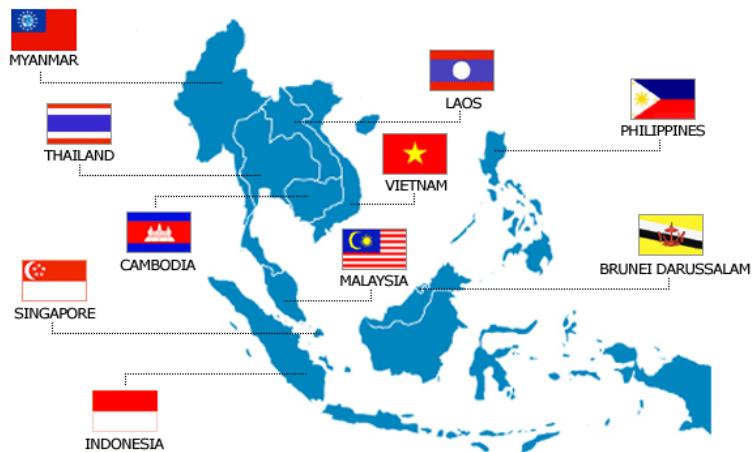 MYANMAR
LAOS
PHILIPPINES
THAILAND
VIETNAM
CAMBODIA
MALAYSIA
BRUNEI DARUSSALAM
SINGAPORE
INDONESIA